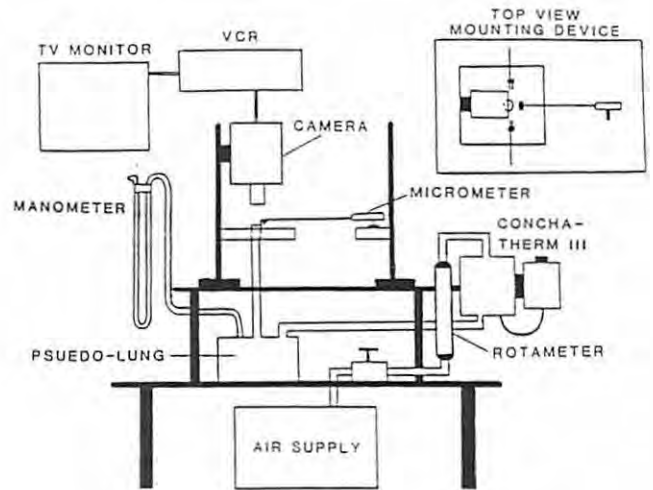 TOP VIEW
MOUNTING DEVICE
VCR
TV MONITOR
CAMERA
MICROMETER
MANOMETER
CONCHA-
THERM III
PSUEDO-LUNG
ROTAMETER
AIR SUPPLY